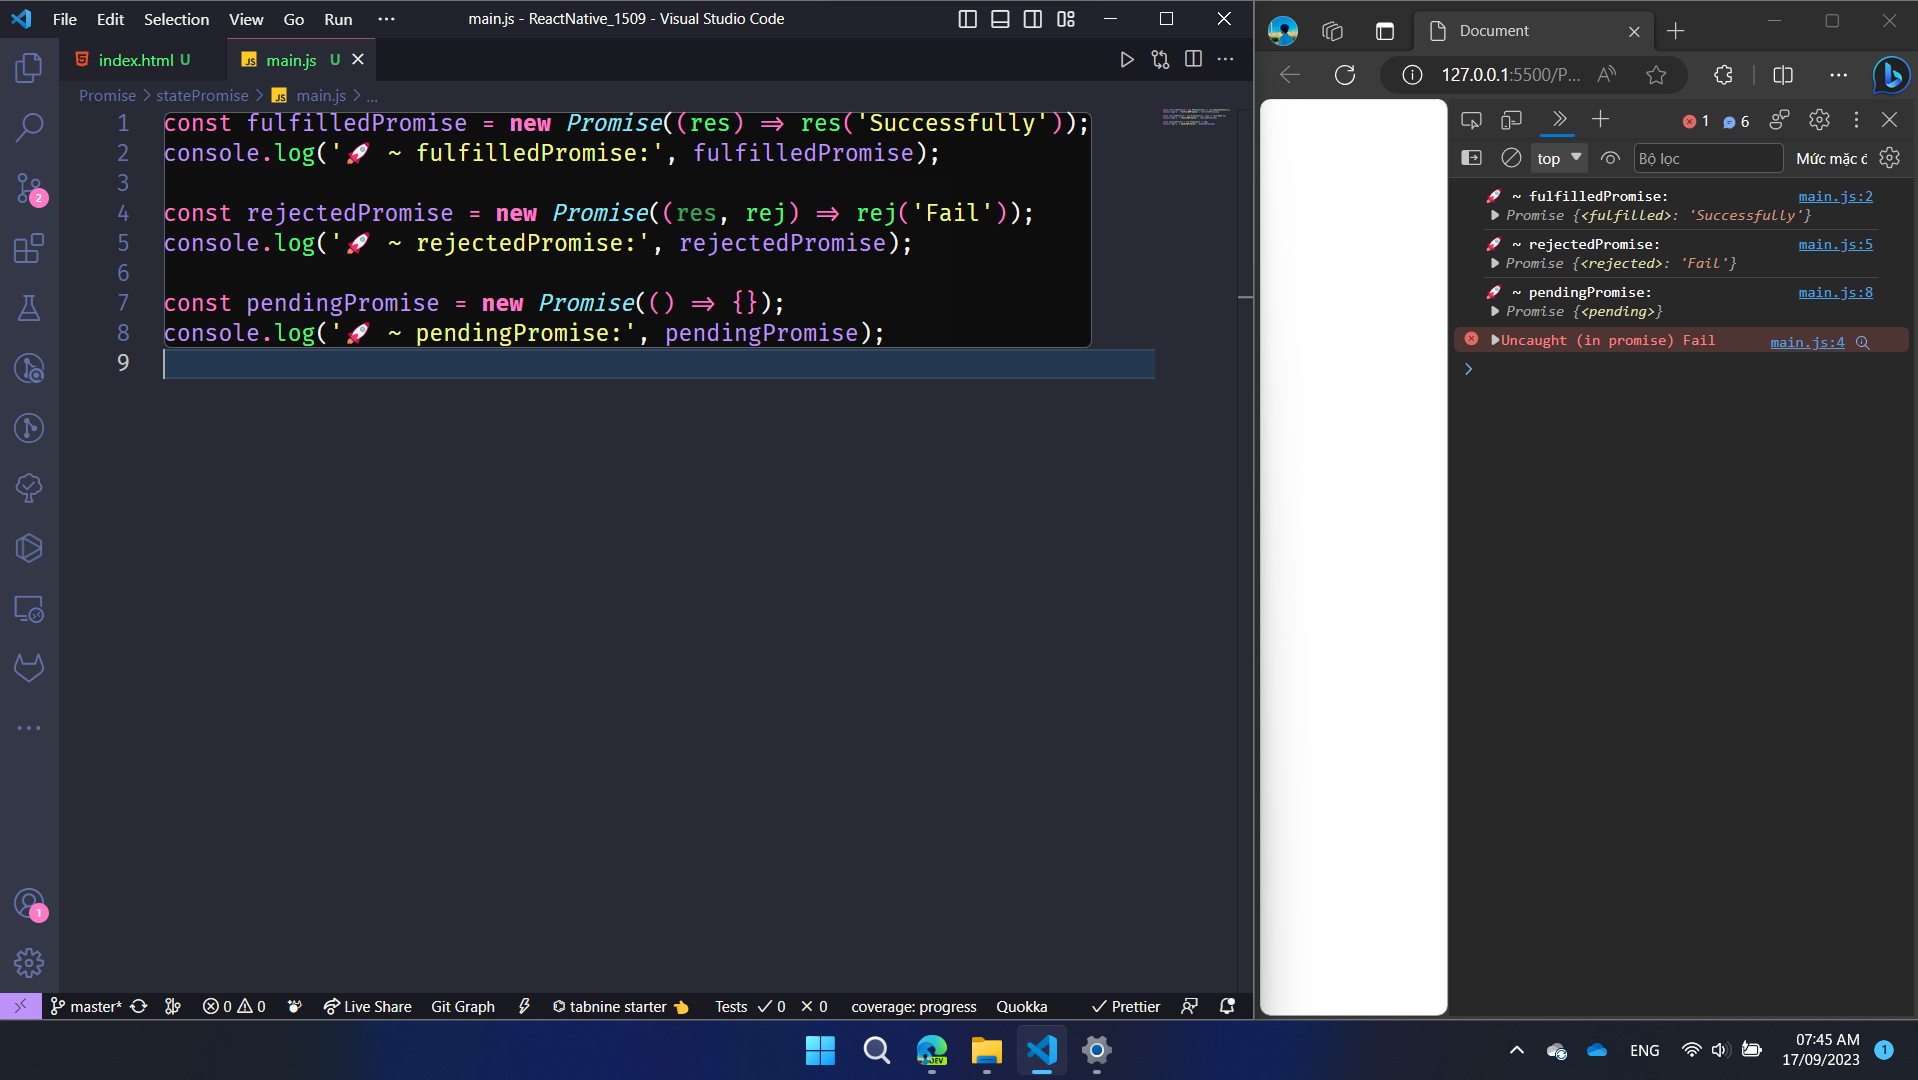 File Edit Selection View Go Run ··· main.js - ReactNative_1509 - Visual Studio Code
index.html U main.js U
Promise > statePromise > JS main.js > ...
1 const fulfilledPromise = new Promise((res) => res('Successfully'));
2 console.log('🚀 ~ fulfilledPromise:', fulfilledPromise);
3
4 const rejectedPromise = new Promise((res, rej) => rej('Fail'));
5 console.log('🚀 ~ rejectedPromise:', rejectedPromise);
6
7 const pendingPromise = new Promise(() => {});
8 console.log('🚀 ~ pendingPromise:', pendingPromise);
9
2
1
master* 0 0 Live Share Git Graph tabnine starter 👈 Tests ✓ 0 × 0 coverage: progress Quokka ✓ Prettier
Document
127.0.0.1:5500/P...
1 6
top Bộ lọc Mức mặc đ
🚀 ~ fulfilledPromise: main.js:2
Promise {<fulfilled>: 'Successfully'}
🚀 ~ rejectedPromise: main.js:5
Promise {<rejected>: 'Fail'}
🚀 ~ pendingPromise: main.js:8
Promise {<pending>}
Uncaught (in promise) Fail main.js:4
DEV
ENG
07:45 AM
17/09/2023
1